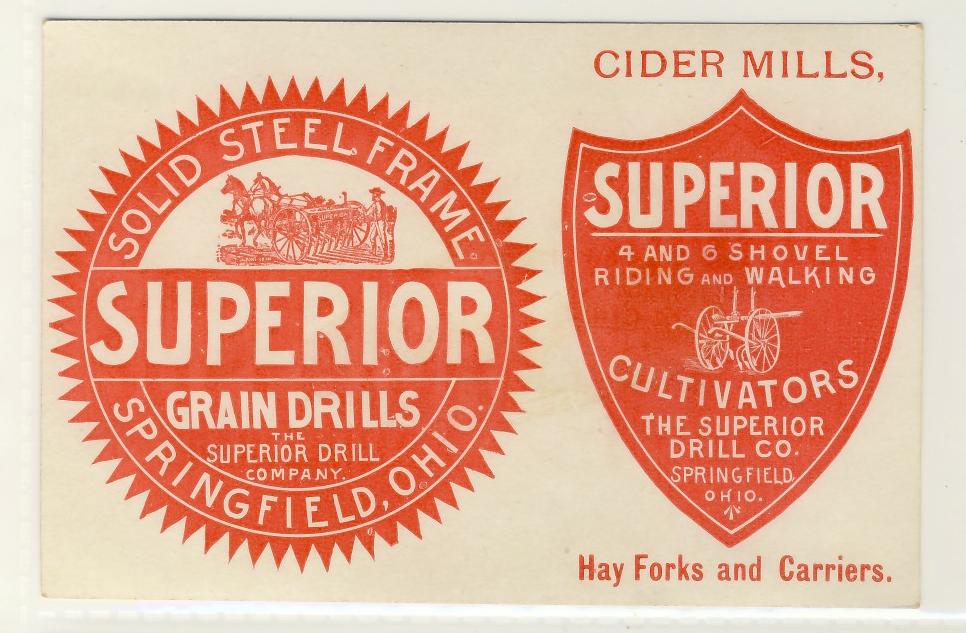 SOLID STEEL FRAME.
SUPERIOR
GRAIN DRILLS
THE
SUPERIOR DRILL
COMPANY.
SPRINGFIELD, OHIO.
CIDER MILLS,
SUPERIOR
4 AND 6 SHOVEL
RIDING AND WALKING
CULTIVATORS
THE SUPERIOR
DRILL CO.
SPRINGFIELD,
OHIO.
Hay Forks and Carriers.